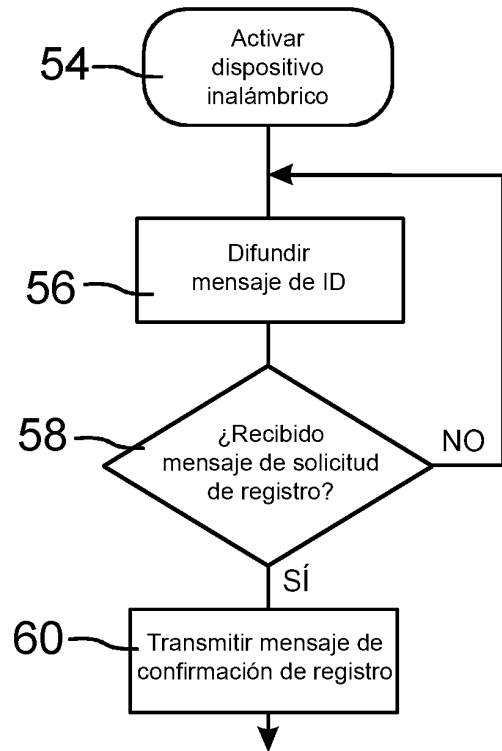 54
Activar
dispositivo
inalámbrico
56
Difundir
mensaje de ID
58
¿Recibido
mensaje de solicitud
de registro?
NO
SÍ
60
Transmitir mensaje de
confirmación de registro